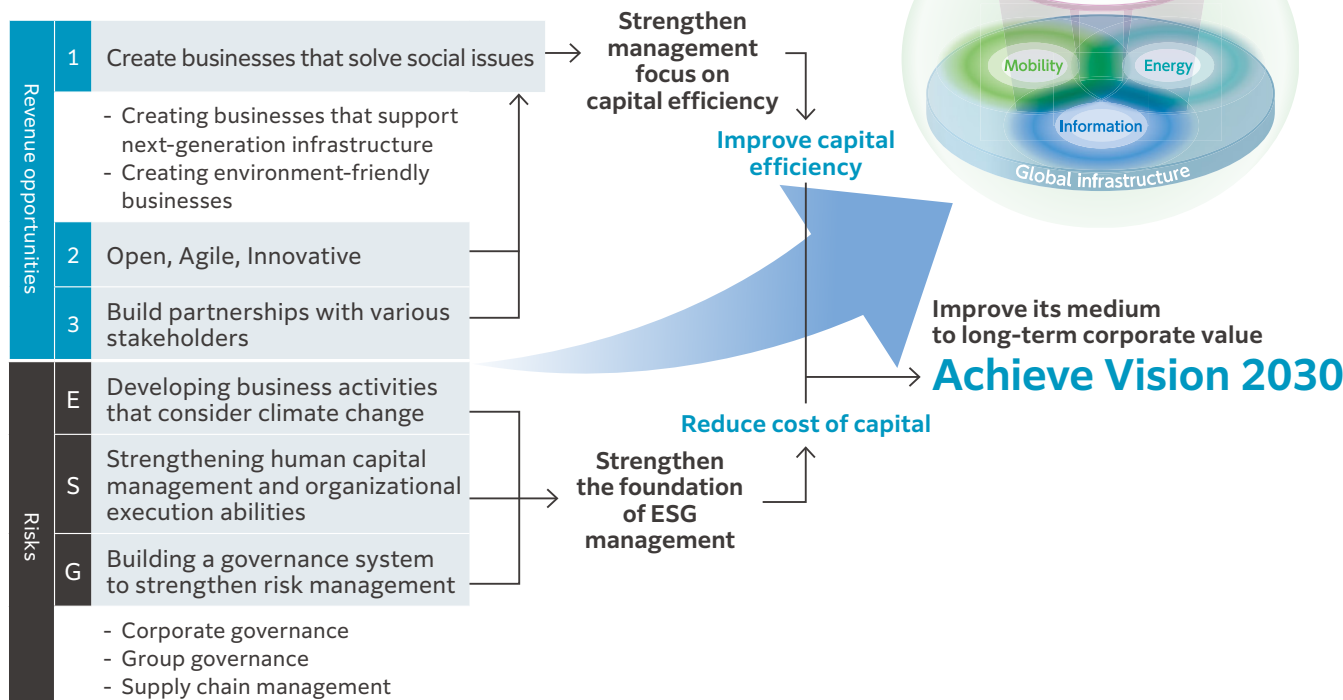 Revenue opportunities
1
Create businesses that solve social issues
- Creating businesses that support
next-generation infrastructure
- Creating environment-friendly
businesses
2
Open, Agile, Innovative
3
Build partnerships with various
stakeholders
Risks
E
Developing business activities
that consider climate change
S
Strengthening human capital
management and organizational
execution abilities
G
Building a governance system
to strengthen risk management
- Corporate governance
- Group governance
- Supply chain management
Strengthen
management
focus on
capital efficiency
Improve capital
efficiency
Strengthen
the foundation
of ESG
management
Reduce cost of capital
Mobility
Energy
Information
Global infrastructure
Improve its medium
to long-term corporate value
Achieve Vision 2030